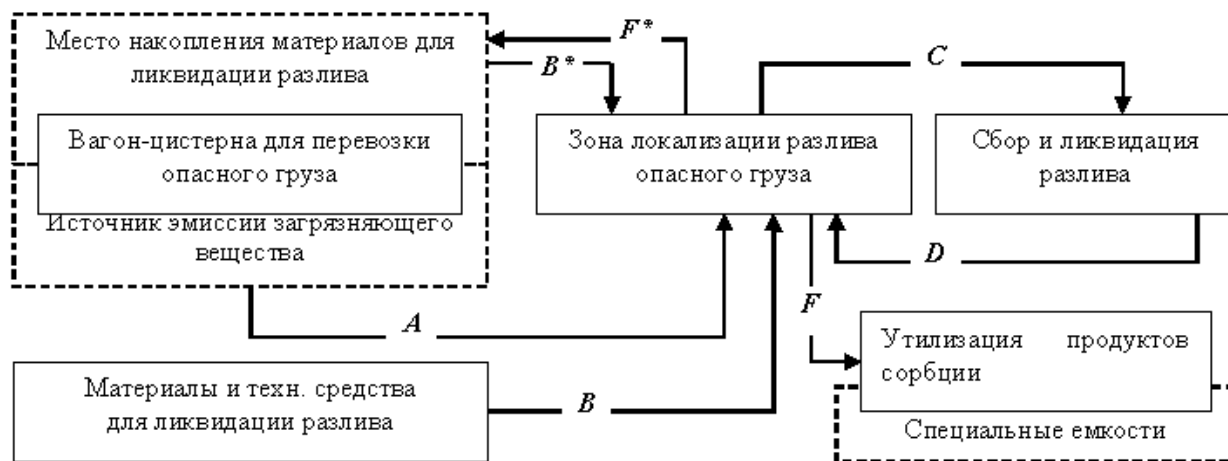 Место накопления материалов для
ликвидации разлива
Вагон-цистерна для перевозки
опасного груза
Источник эмиссии загрязняющего
вещества
F*
B*
C
Зона локализации разлива
опасного груза
Сбор и ликвидация
разлива
D
A
F
Материалы и техн. средства
для ликвидации разлива
B
Утилизация продуктов
сорбции
Специальные емкости